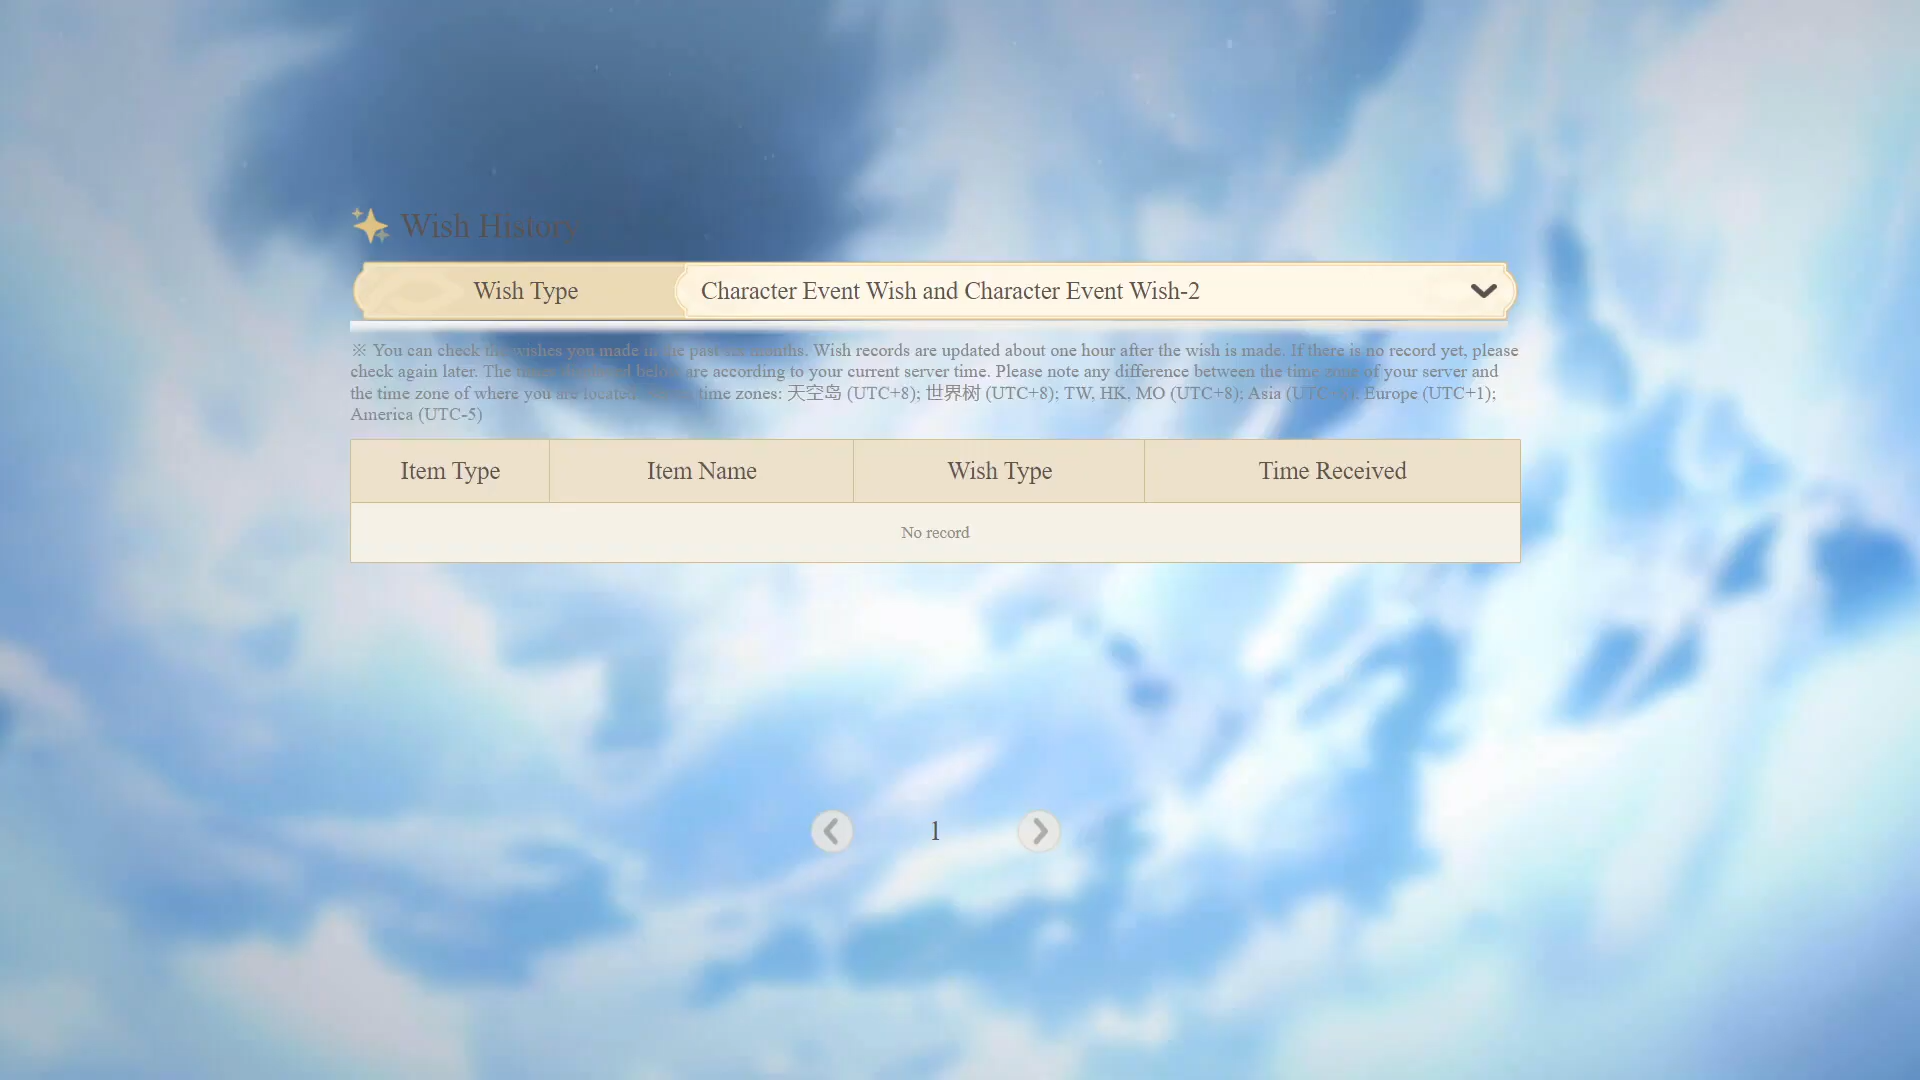 Wish History
Wish Type
Character Event Wish and Character Event Wish-2
※ You can check the wishes you made in the past six months. Wish records are updated about one hour after the wish is made. If there is no record yet, please
check again later. The times displayed below are according to your current server time. Please note any difference between the time zone of your server and
the time zone of where you are located. time zones: 天空岛 (UTC+8); 世界树 (UTC+8); TW, HK, MO (UTC+8); Asia (UTC+8); Europe (UTC+1);
America (UTC-5)
Item Type
Item Name
Wish Type
Time Received
No record
1